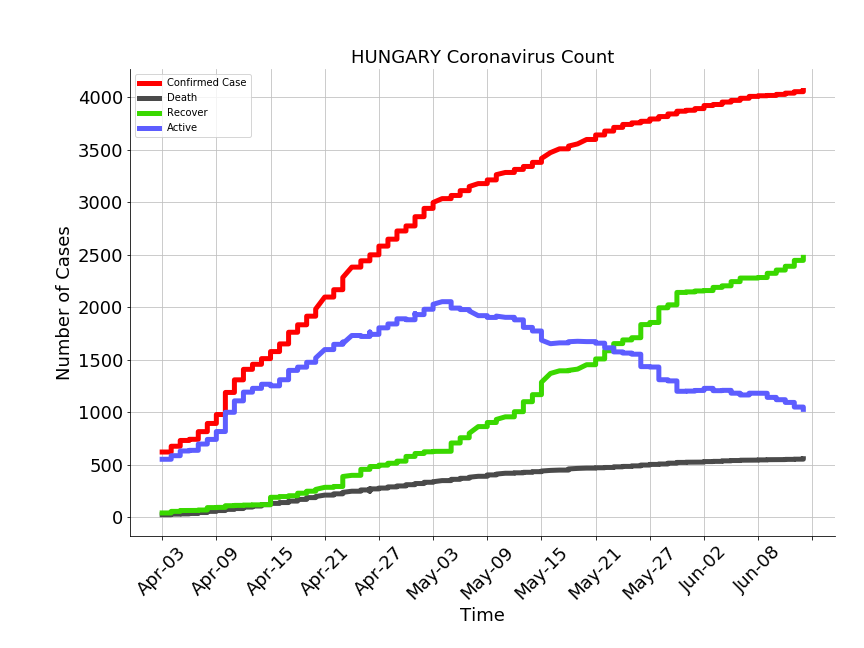 HUNGARY Coronavirus Count
Confirmed Case
Death
Recover
Active
Number of Cases
4000
3500
3000
2500
2000
1500
1000
500
0
Apr-03
Apr-09
Apr-15
Apr-21
Apr-27
May-03
May-09
May-15
May-21
May-27
Jun-02
Jun-08
Time